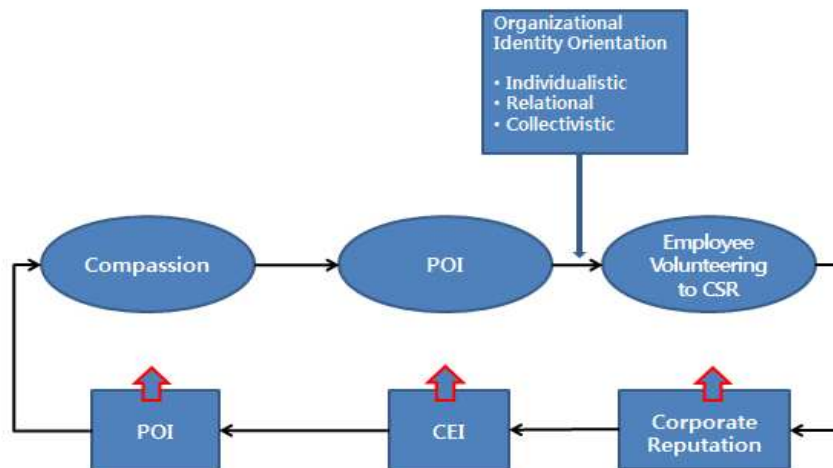 Organizational
Identity Orientation
• Individualistic
• Relational
• Collectivistic
Compassion
POI
Employee
Volunteering
to CSR
POI
CEI
Corporate
Reputation